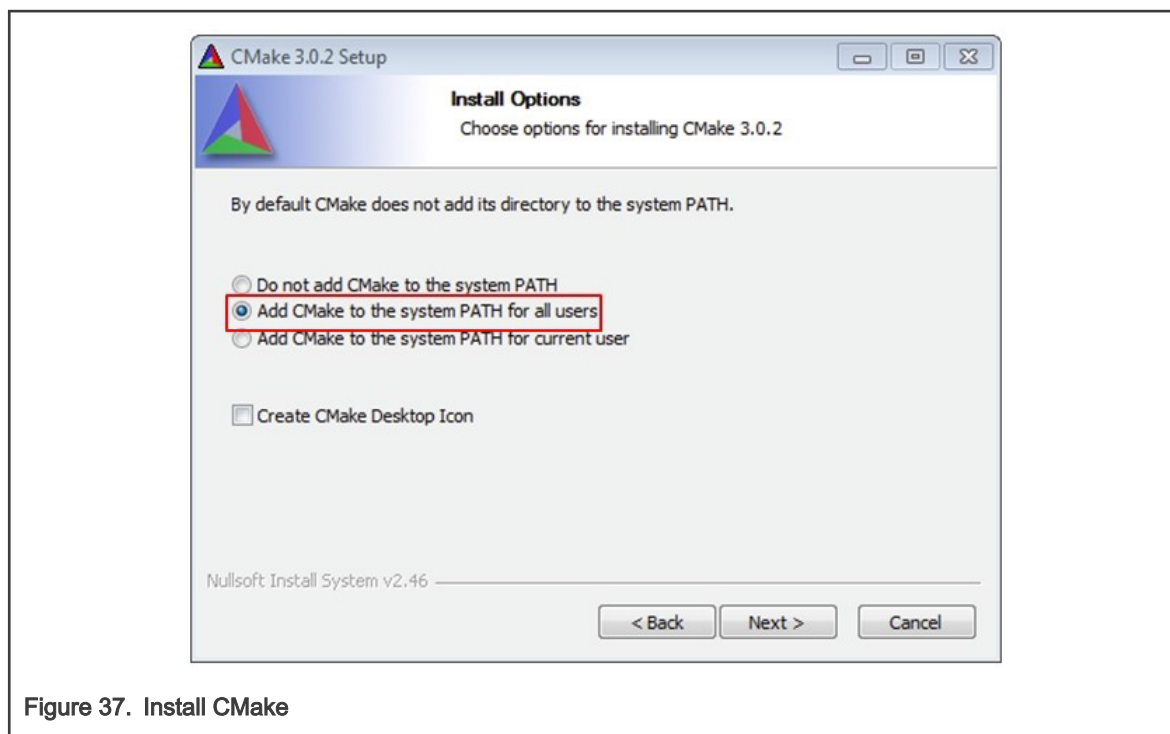 CMake 3.0.2 Setup
Install Options
Choose options for installing CMake 3.0.2
By default CMake does not add its directory to the system PATH.
Do not add CMake to the system PATH
Add CMake to the system PATH for all users
Add CMake to the system PATH for current user
Create CMake Desktop Icon
Nullsoft Install System v2.46
< Back Next > Cancel
Figure 37. Install CMake